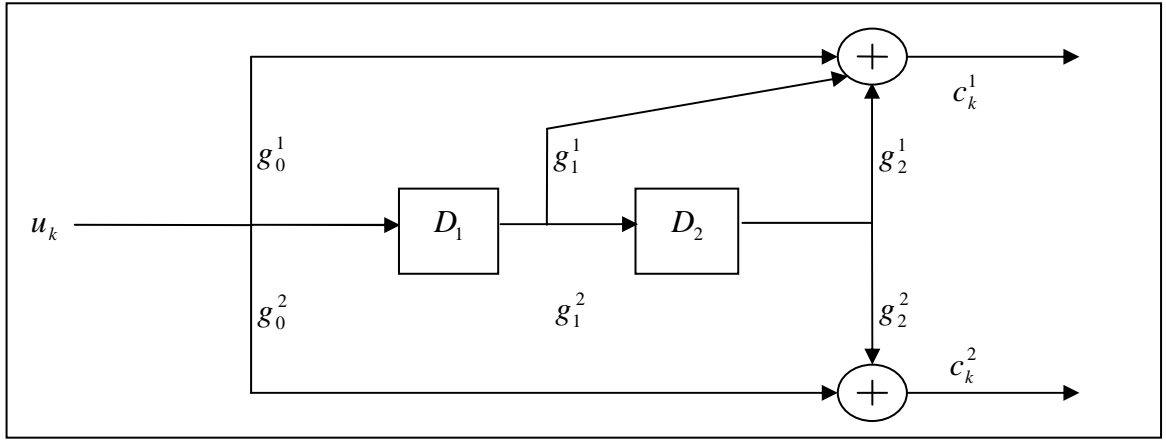 +
c_k^1
g_0^1
g_1^1
g_2^1
u_k
D_1
D_2
g_0^2
g_1^2
g_2^2
c_k^2
+